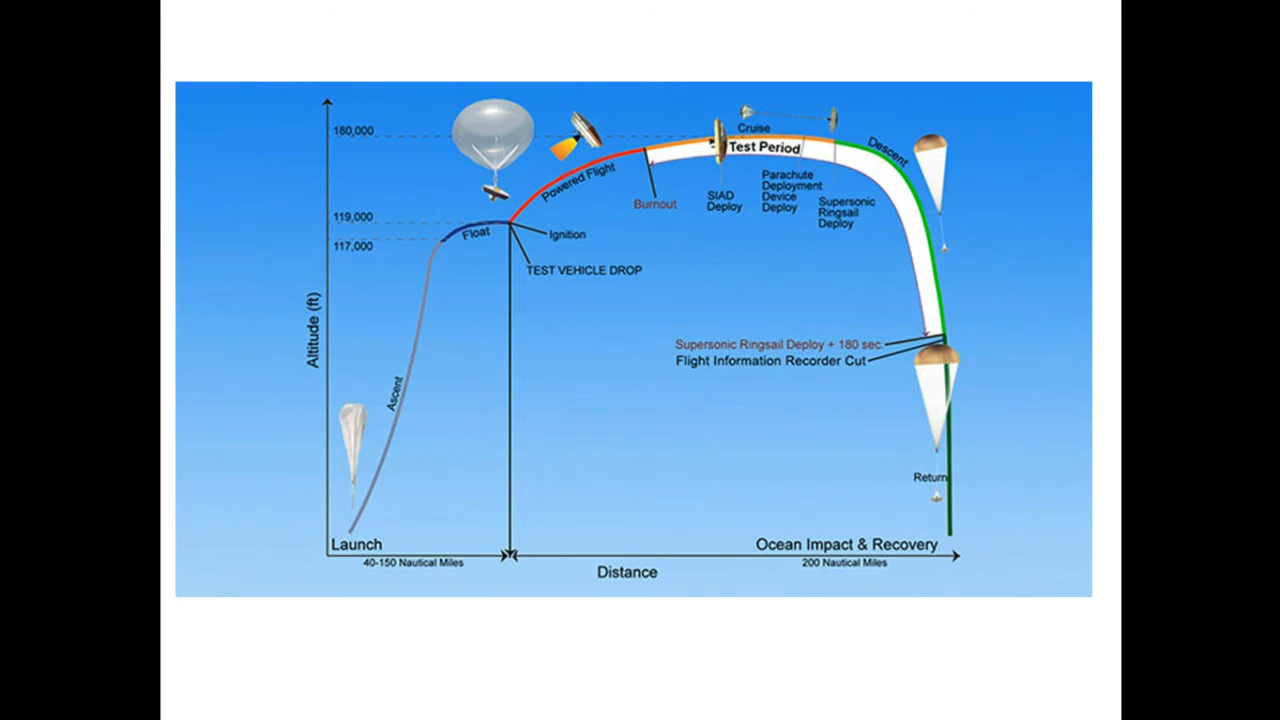 180,000
Cruise
Test Period
Descent
Powered Flight
Parachute
Deployment
Device
Deploy
SIAD
Deploy
Burnout
Supersonic
Ringsail
Deploy
119,000
Float
Ignition
117,000
TEST VEHICLE DROP
Altitude (ft)
Supersonic Ringsail Deploy + 180 sec.
Flight Information Recorder Cut
Ascent
Return
Launch
Ocean Impact & Recovery
40-150 Nautical Miles
200 Nautical Miles
Distance